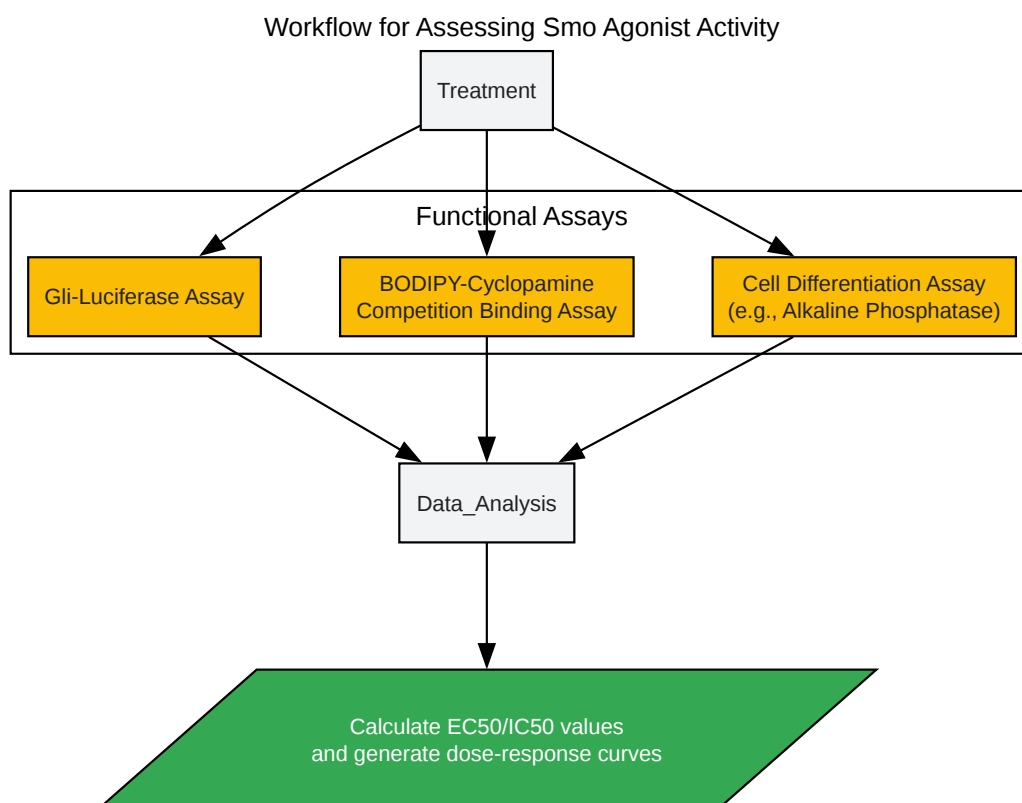 Workflow for Assessing Smo Agonist Activity
Treatment
Functional Assays
Gli-Luciferase Assay
BODIPY-Cyclopamine
Competition Binding Assay
Cell Differentiation Assay
(e.g., Alkaline Phosphatase)
Data_Analysis
Calculate EC50/IC50 values
and generate dose-response curves